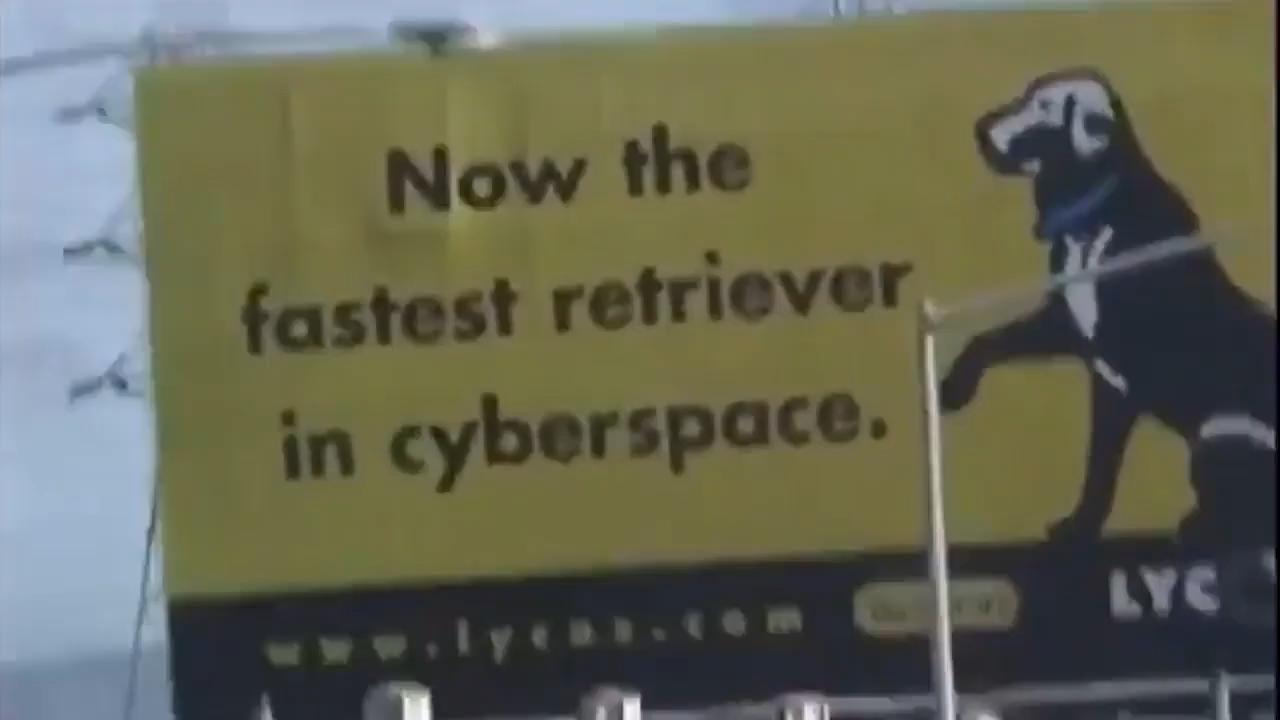 Now the
fastest retriever
in cyberspace.
www.lycos.com
LYC